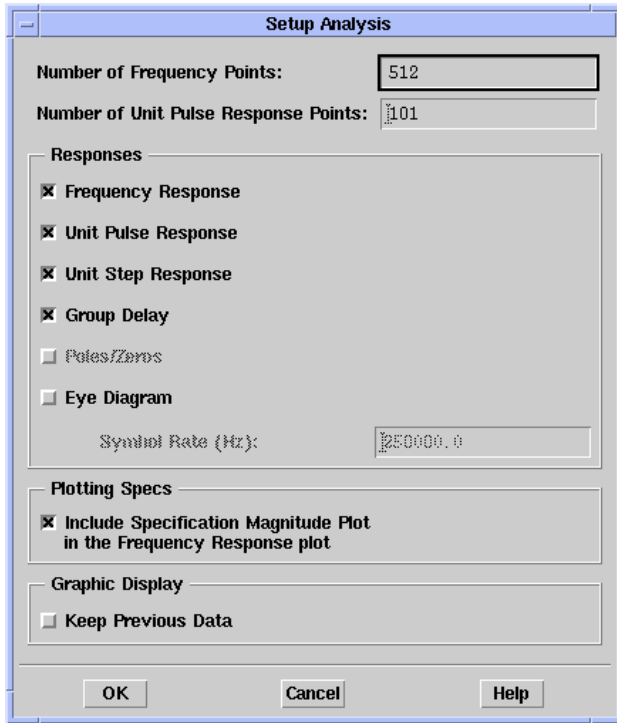 Setup Analysis
Number of Frequency Points: 512
Number of Unit Pulse Response Points: 101
Responses
Frequency Response
Unit Pulse Response
Unit Step Response
Group Delay
Poles/Zeros
Eye Diagram
Symbol Rate (Hz): 250000.0
Plotting Specs
Include Specification Magnitude Plot
in the Frequency Response plot
Graphic Display
Keep Previous Data
OK Cancel Help